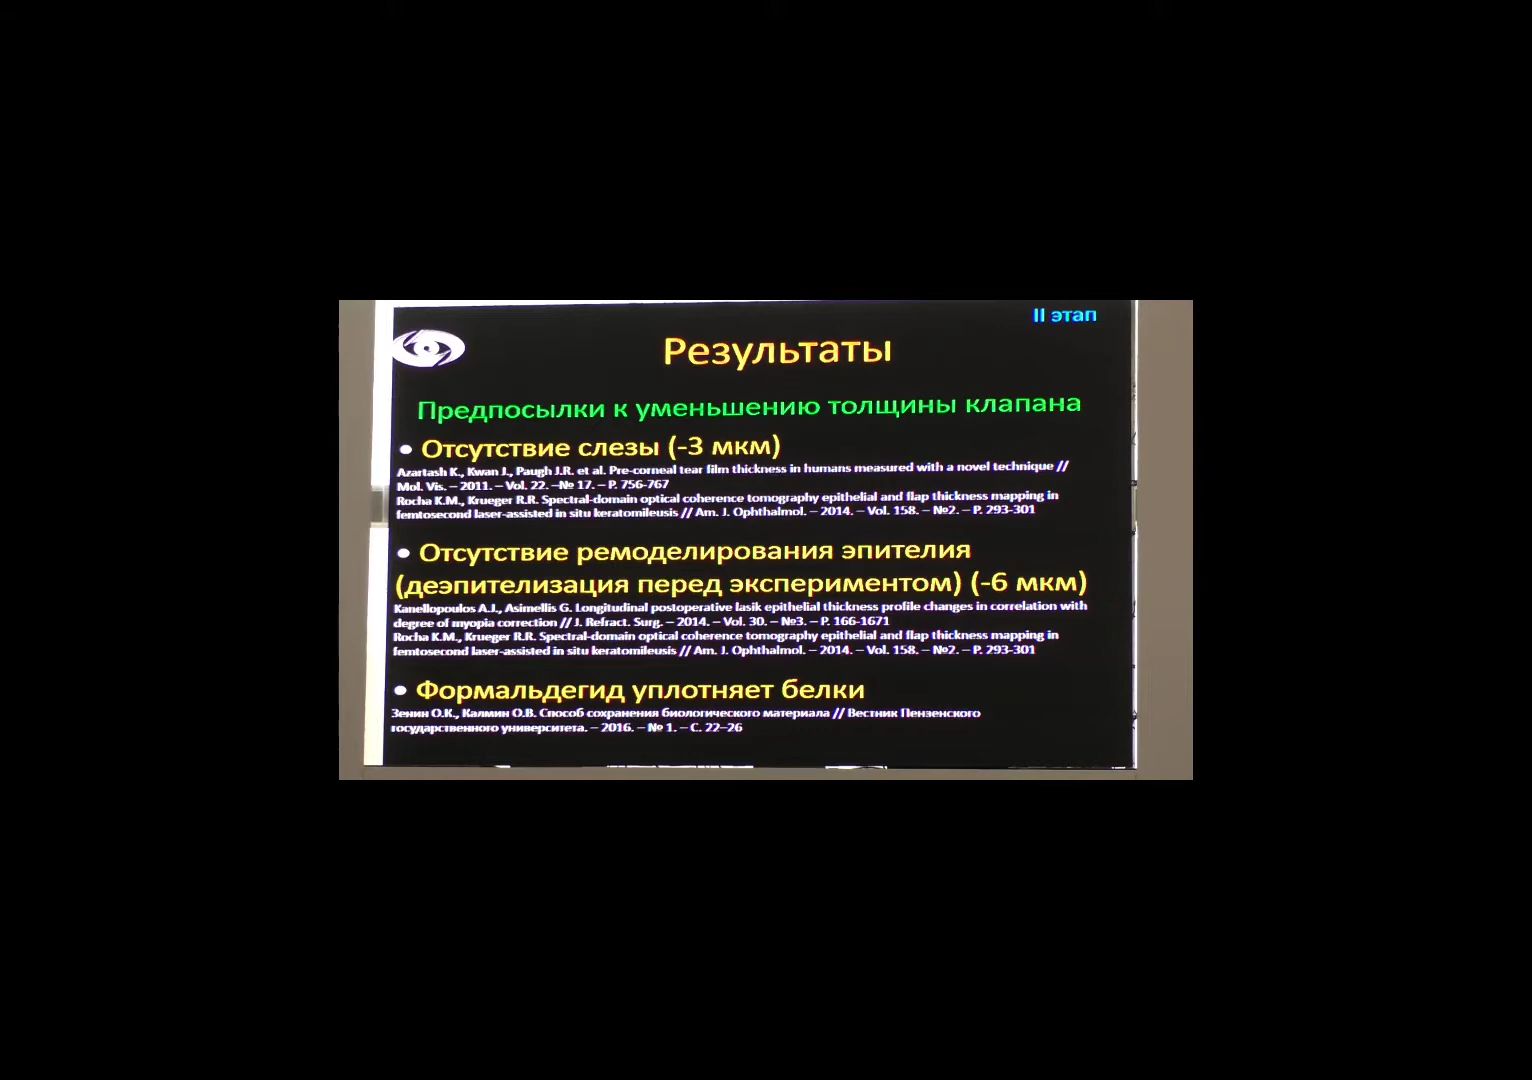 II этап
Результаты
Предпосылки к уменьшению толщины клапана
• Отсутствие слезы (-3 мкм)
Azartash K., Kwan J., Paugh J.R. et al. Pre-corneal tear film thickness in humans measured with a novel technique //
Mol. Vis. – 2011. – Vol. 22. –№ 17. – P. 756-767
Rocha K.M., Krueger R.R. Spectral-domain optical coherence tomography epithelial and flap thickness mapping in
femtosecond laser-assisted in situ keratomileusis // Am. J. Ophthalmol. – 2014. – Vol. 158. – №2. – P. 293-301
• Отсутствие ремоделирования эпителия
(деэпителизация перед экспериментом) (-6 мкм)
Kanellopoulos A.J., Asimellis G. Longitudinal postoperative lasik epithelial thickness profile changes in correlation with
degree of myopia correction // J. Refract. Surg. – 2014. – Vol. 30. – №3. – P. 166-1671
Rocha K.M., Krueger R.R. Spectral-domain optical coherence tomography epithelial and flap thickness mapping in
femtosecond laser-assisted in situ keratomileusis // Am. J. Ophthalmol. – 2014. – Vol. 158. – №2. – P. 293-301
• Формальдегид уплотняет белки
Зенин О.К., Калмин О.В. Способ сохранения биологического материала // Вестник Пензенского
государственного университета. – 2016. – № 1. – С. 22–26